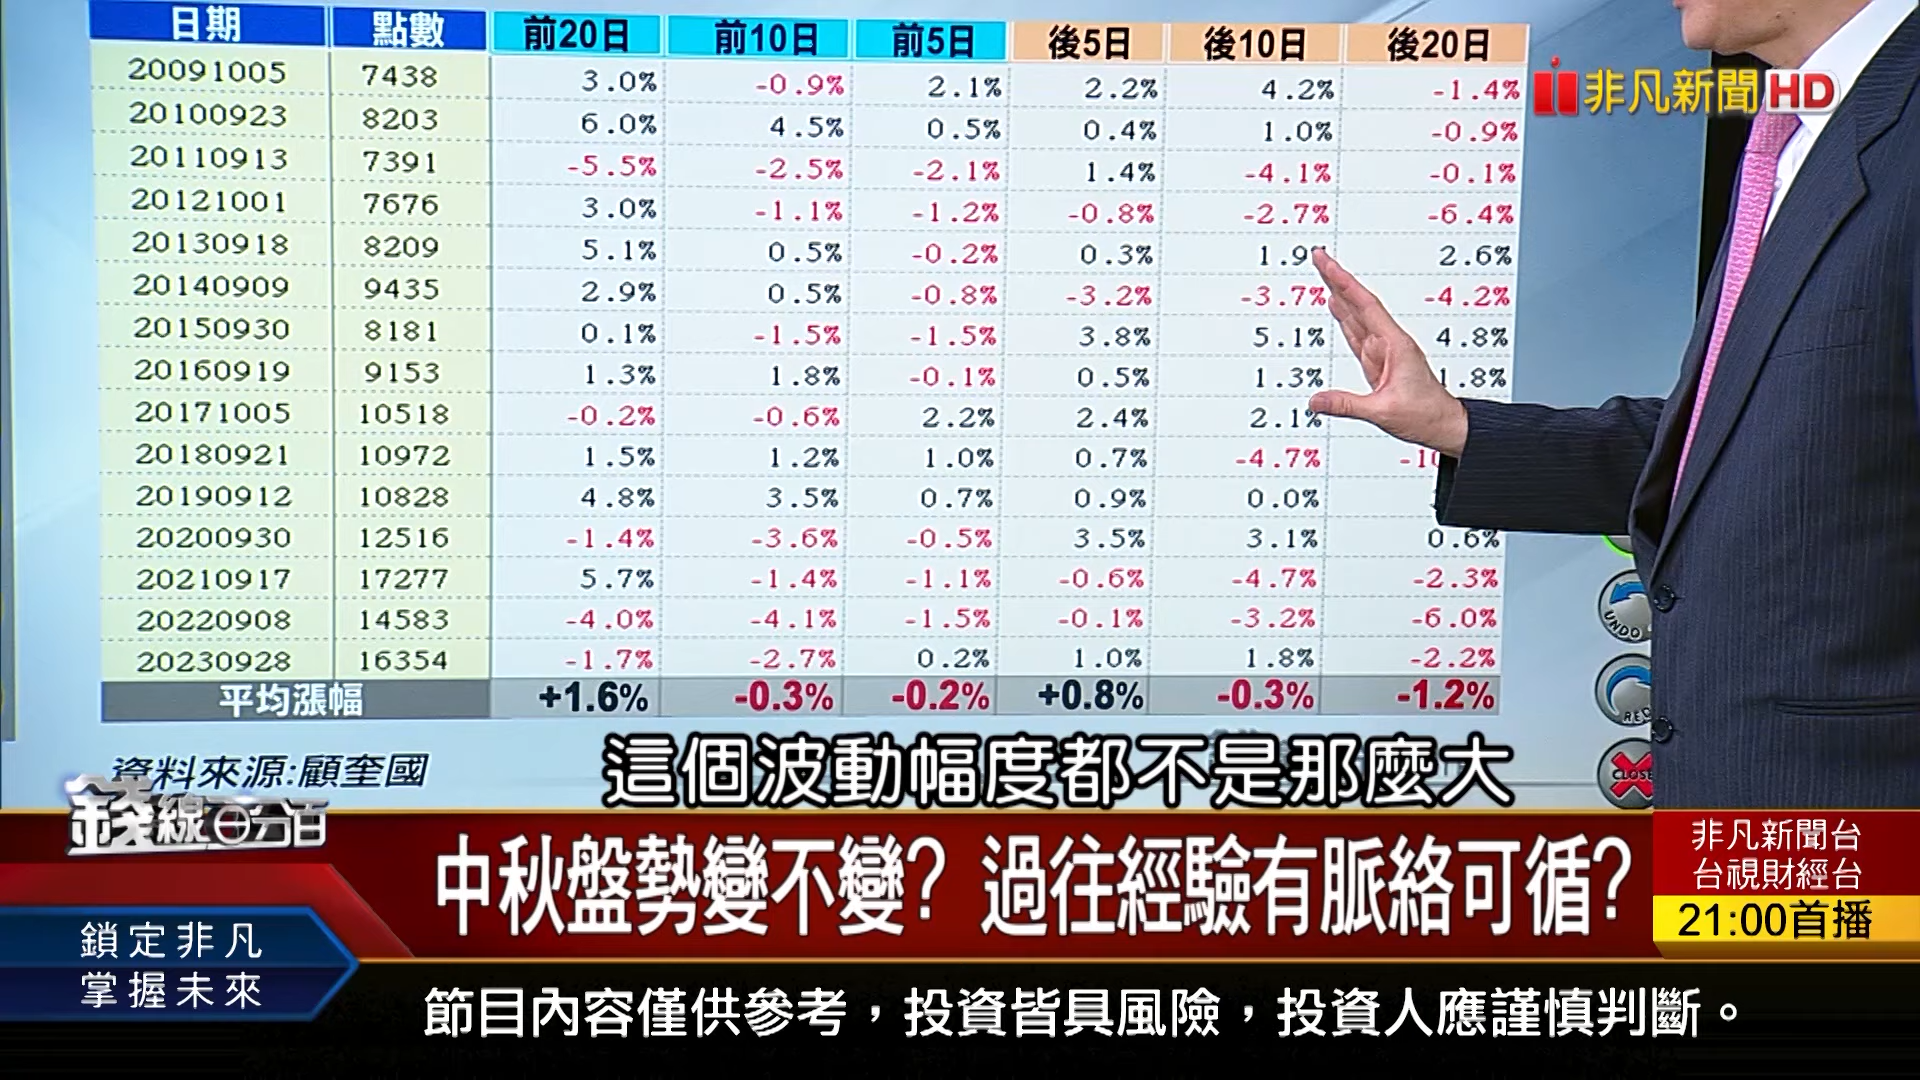 日期 點數 前20日 前10日 前5日 後5日 後10日 後20日
20091005 7438 3.0% -0.9% 2.1% 2.2% 4.2% -1.4%
20100923 8203 6.0% 4.5% 0.5% 0.4% 1.0% -0.9%
20110913 7391 -5.5% -2.5% -2.1% 1.4% -4.1% -0.1%
20121001 7676 3.0% -1.1% -1.2% -0.8% -2.7% -6.4%
20130918 8209 5.1% 0.5% -0.2% 0.3% 1.9% 2.6%
20140909 9435 2.9% 0.5% -0.8% -3.2% -3.7% -4.2%
20150930 8181 0.1% -1.5% -1.5% 3.8% 5.1% 4.8%
20160919 9153 1.3% 1.8% -0.1% 0.5% 1.3% 1.8%
20171005 10518 -0.2% -0.6% 2.2% 2.4% 2.1%
20180921 10972 1.5% 1.2% 1.0% 0.7% -4.7%
20190912 10828 4.8% 3.5% 0.7% 0.9% 0.0%
20200930 12516 -1.4% -3.6% -0.5% 3.5% 3.1% 0.6%
20210917 17277 5.7% -1.4% -1.1% -0.6% -4.7% -2.3%
20220908 14583 -4.0% -4.1% -1.5% -0.1% -3.2% -6.0%
20230928 16354 -1.7% -2.7% 0.2% 1.0% 1.8% -2.2%
平均漲幅 +1.6% -0.3% -0.2% +0.8% -0.3% -1.2%
非凡新聞HD
UNDO
CLOSE
資料來源:顧奎國
這個波動幅度都不是那麼大
錢線百分百
中秋盤勢變不變? 過往經驗有脈絡可循?
非凡新聞台
台視財經台
21:00首播
鎖定非凡
掌握未來
節目內容僅供參考，投資皆具風險，投資人應謹慎判斷。